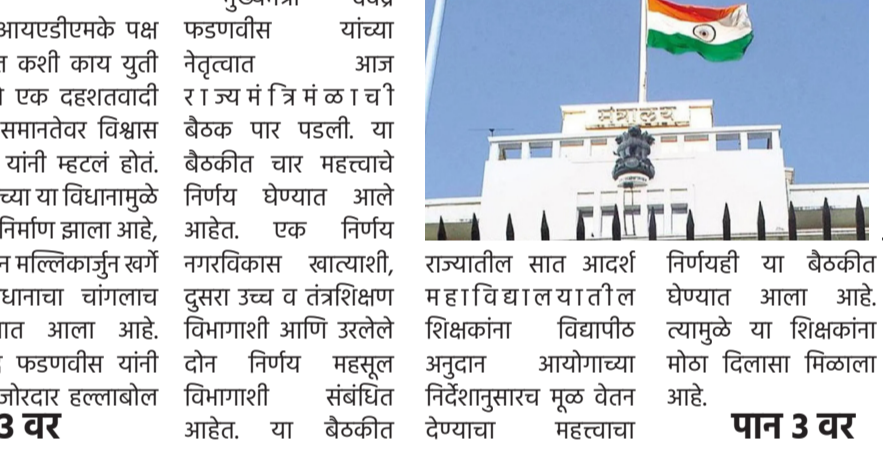 आयएडीएमके पक्ष
कशी काय युती
एक दहशतवादी
समानतेवर विश्वास
यांनी म्हटलं होतं.
च्या या विधानामुळे
निर्माण झाला आहे,
न मल्लिकार्जुन खर्गे
धानाचा चांगलाच
ात आला आहे.
फडणवीस यांनी
जोरदार हल्लाबोल
3 वर
फडणवीस यांच्या
नेतृत्वात आज
राज्यमंत्रिमंळाची
बैठक पार पडली. या
बैठकीत चार महत्त्वाचे
निर्णय घेण्यात आले
आहेत. एक निर्णय
नगरविकास खात्याशी,
दुसरा उच्च व तंत्रशिक्षण
विभागाशी आणि उरलेले
दोन निर्णय महसूल
विभागाशी संबंधित
आहेत. या बैठकीत
मंत्रालय
राज्यातील सात आदर्श
महाविद्यालयातील
शिक्षकांना विद्यापीठ
अनुदान आयोगाच्या
निर्देशानुसारच मूळ वेतन
देण्याचा महत्त्वाचा
निर्णयही या बैठकीत
घेण्यात आला आहे.
त्यामुळे या शिक्षकांना
मोठा दिलासा मिळाला
आहे.
पान 3 वर